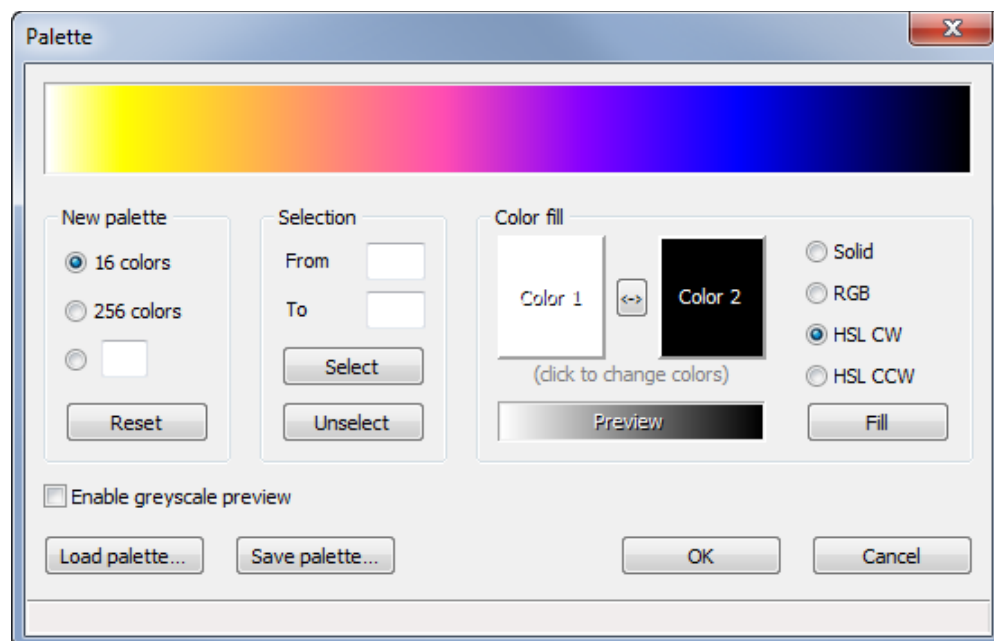 Palette
New palette
16 colors
256 colors
Reset
Selection
From
To
Select
Unselect
Color fill
Color 1
<->
Color 2
(click to change colors)
Preview
Solid
RGB
HSL CW
HSL CCW
Fill
Enable greyscale preview
Load palette...
Save palette...
OK
Cancel